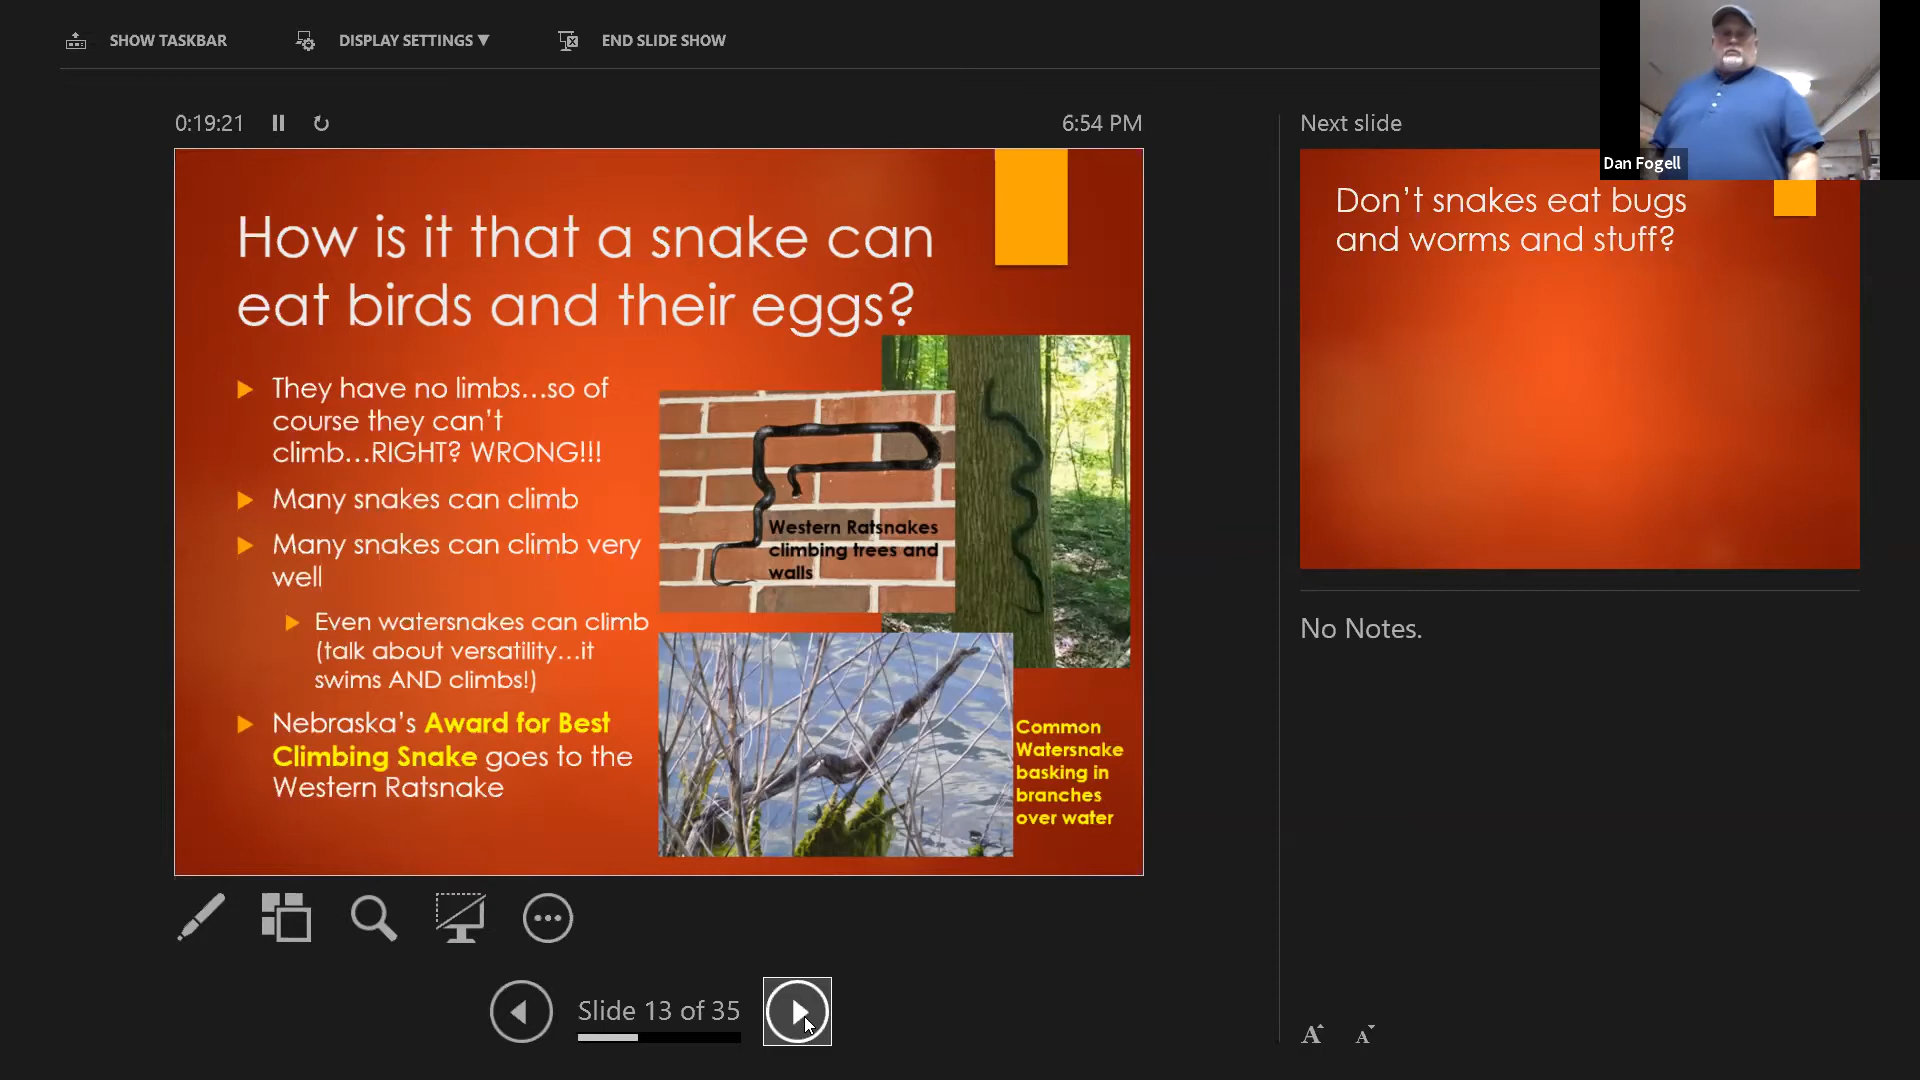 SHOW TASKBAR
DISPLAY SETTINGS ▼
END SLIDE SHOW
0:19:21
6:54 PM
Next slide
Dan Fogell
How is it that a snake can
eat birds and their eggs?
They have no limbs...so of
course they can't
climb...RIGHT? WRONG!!!
Many snakes can climb
Many snakes can climb very
well
Even watersnakes can climb
(talk about versatility...it
swims AND climbs!)
Nebraska's Award for Best
Climbing Snake goes to the
Western Ratsnake
Western Ratsnakes
climbing trees and
walls
Common
Watersnake
basking in
branches
over water
Don't snakes eat bugs
and worms and stuff?
No Notes.
Slide 13 of 35
A
A